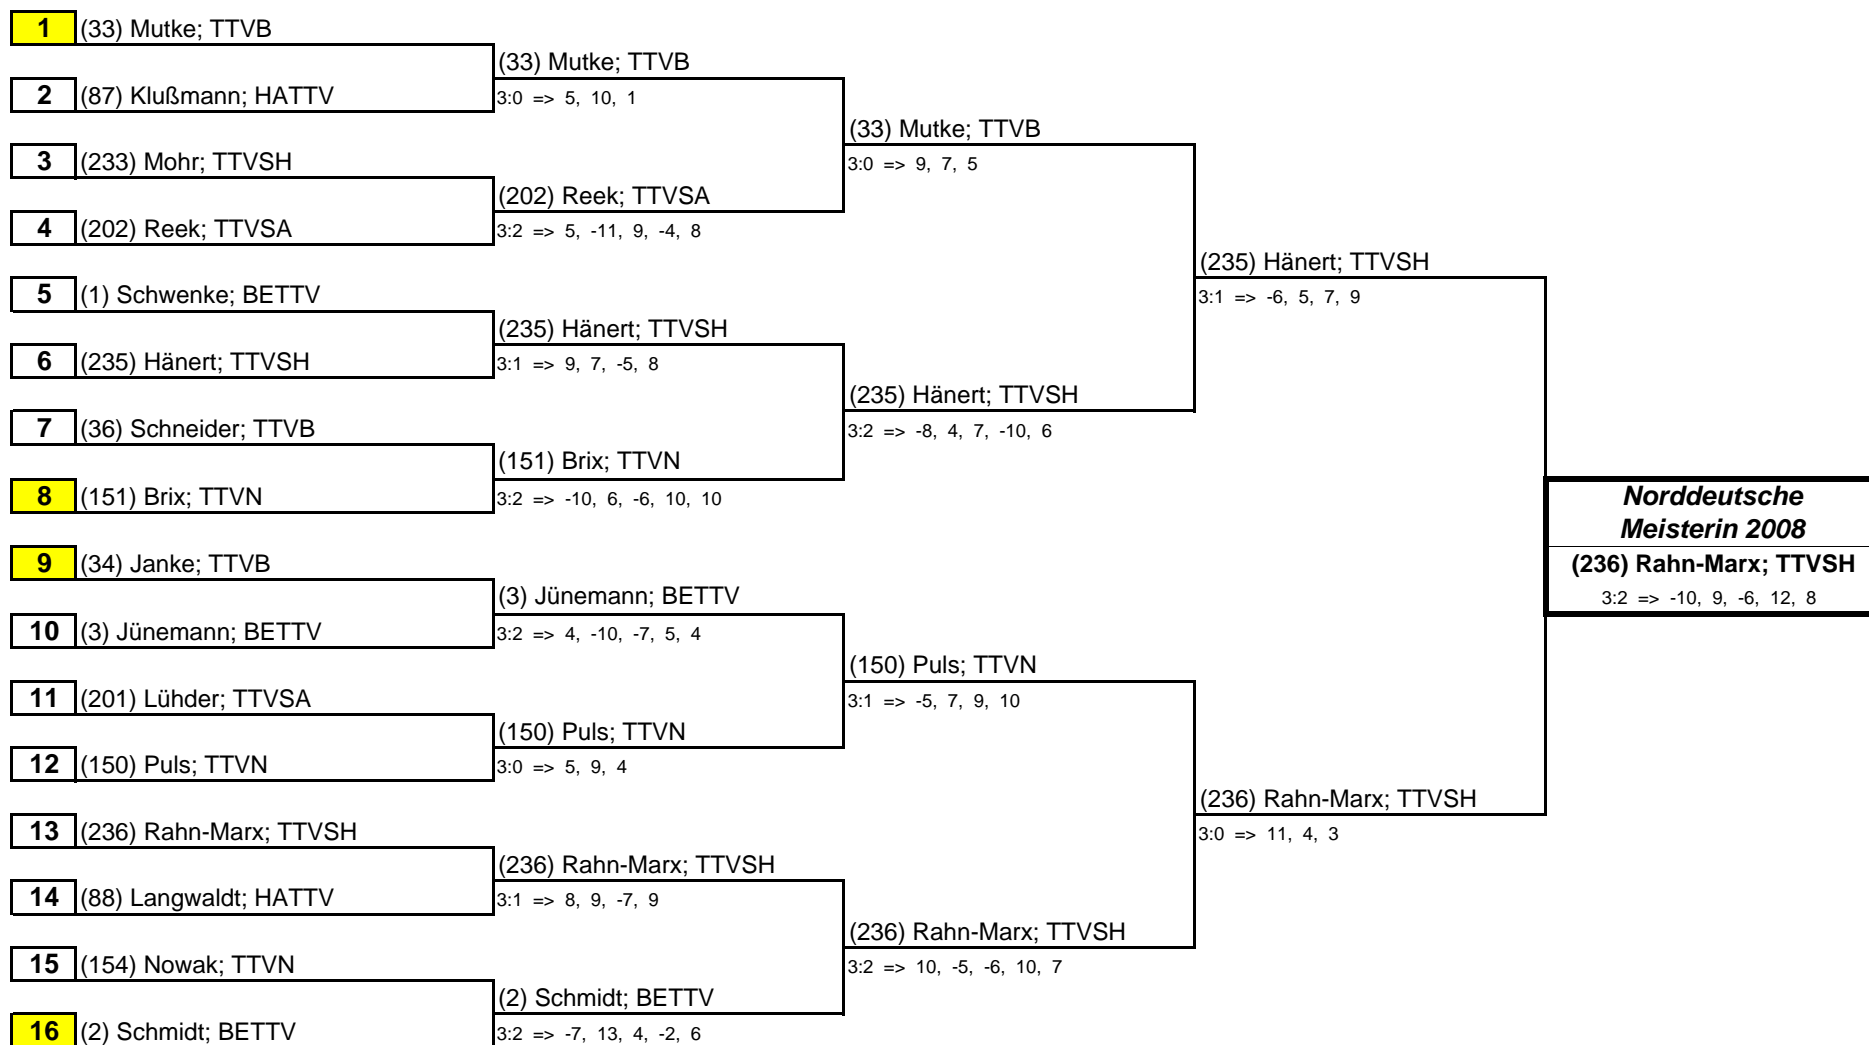 1 (33) Mutke; TTVB
(33) Mutke; TTVB
2 (87) Klußmann; HATTV 3:0 => 5, 10, 1
(33) Mutke; TTVB
3 (233) Mohr; TTVSH 3:0 => 9, 7, 5
(202) Reek; TTVSA
4 (202) Reek; TTVSA 3:2 => 5, -11, 9, -4, 8
(235) Hänert; TTVSH
5 (1) Schwenke; BETTV 3:1 => -6, 5, 7, 9
(235) Hänert; TTVSH
6 (235) Hänert; TTVSH 3:1 => 9, 7, -5, 8
(235) Hänert; TTVSH
7 (36) Schneider; TTVB 3:2 => -8, 4, 7, -10, 6
(151) Brix; TTVN
8 (151) Brix; TTVN 3:2 => -10, 6, -6, 10, 10
Norddeutsche
Meisterin 2008
9 (34) Janke; TTVB (236) Rahn-Marx; TTVSH
(3) Jünemann; BETTV 3:2 => -10, 9, -6, 12, 8
10 (3) Jünemann; BETTV 3:2 => 4, -10, -7, 5, 4
(150) Puls; TTVN
11 (201) Lühder; TTVSA 3:1 => -5, 7, 9, 10
(150) Puls; TTVN
12 (150) Puls; TTVN 3:0 => 5, 9, 4
(236) Rahn-Marx; TTVSH
13 (236) Rahn-Marx; TTVSH 3:0 => 11, 4, 3
(236) Rahn-Marx; TTVSH
14 (88) Langwaldt; HATTV 3:1 => 8, 9, -7, 9
(236) Rahn-Marx; TTVSH
15 (154) Nowak; TTVN 3:2 => 10, -5, -6, 10, 7
(2) Schmidt; BETTV
16 (2) Schmidt; BETTV 3:2 => -7, 13, 4, -2, 6